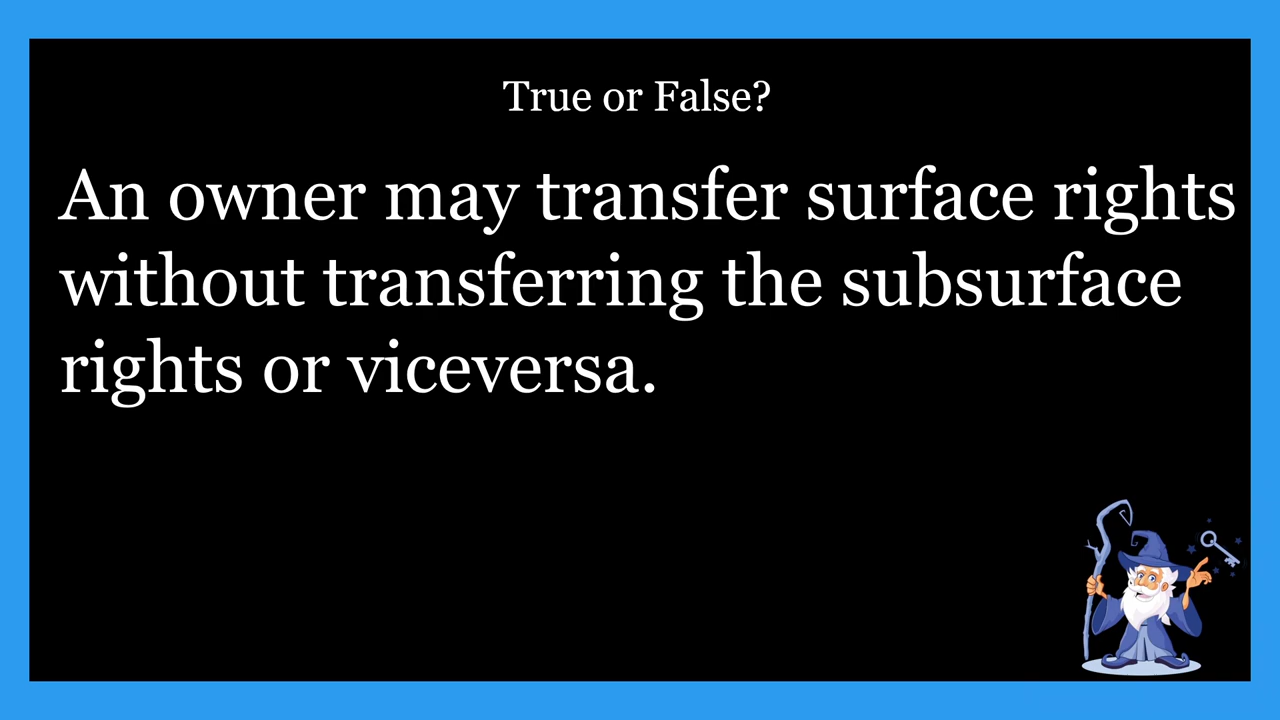 True or False?
An owner may transfer surface rights
without transferring the subsurface
rights or viceversa.